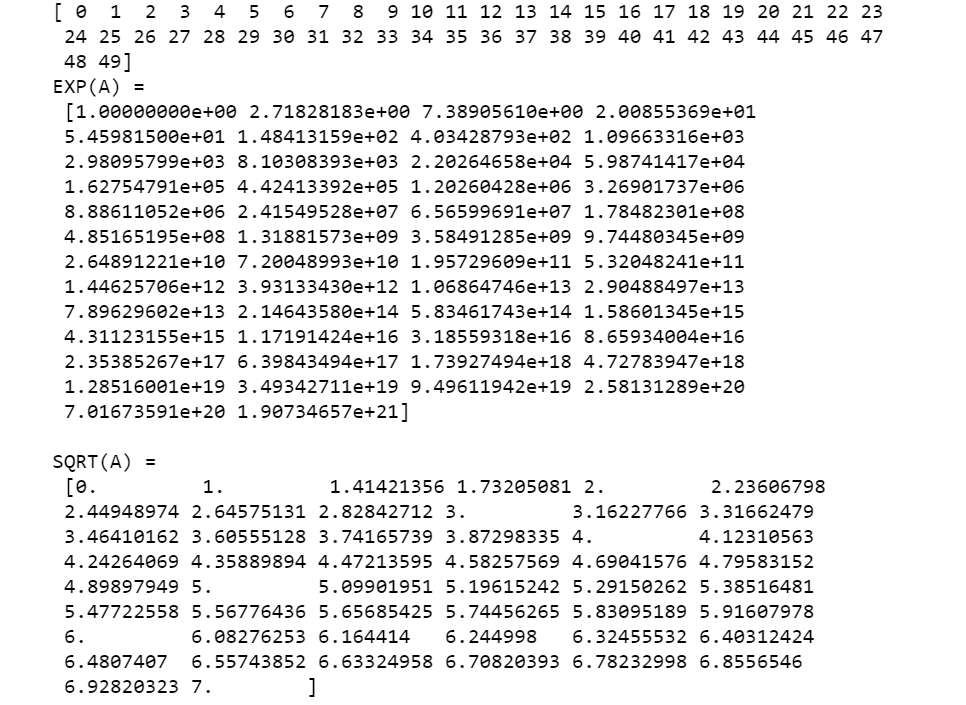 [ 0  1  2  3  4  5  6  7  8  9 10 11 12 13 14 15 16 17 18 19 20 21 22 23
 24 25 26 27 28 29 30 31 32 33 34 35 36 37 38 39 40 41 42 43 44 45 46 47
 48 49]
EXP(A) =
 [1.00000000e+00 2.71828183e+00 7.38905610e+00 2.00855369e+01
 5.45981500e+01 1.48413159e+02 4.03428793e+02 1.09663316e+03
 2.98095799e+03 8.10308393e+03 2.20264658e+04 5.98741417e+04
 1.62754791e+05 4.42413392e+05 1.20260428e+06 3.26901737e+06
 8.88611052e+06 2.41549528e+07 6.56599691e+07 1.78482301e+08
 4.85165195e+08 1.31881573e+09 3.58491285e+09 9.74480345e+09
 2.64891221e+10 7.20048993e+10 1.95729609e+11 5.32048241e+11
 1.44625706e+12 3.93133430e+12 1.06864746e+13 2.90488497e+13
 7.89629602e+13 2.14643580e+14 5.83461743e+14 1.58601345e+15
 4.31123155e+15 1.17191424e+16 3.18559318e+16 8.65934004e+16
 2.35385267e+17 6.39843494e+17 1.73927494e+18 4.72783947e+18
 1.28516001e+19 3.49342711e+19 9.49611942e+19 2.58131289e+20
 7.01673591e+20 1.90734657e+21]
SQRT(A) =
 [0.         1.         1.41421356 1.73205081 2.         2.23606798
 2.44948974 2.64575131 2.82842712 3.         3.16227766 3.31662479
 3.46410162 3.60555128 3.74165739 3.87298335 4.         4.12310563
 4.24264069 4.35889894 4.47213595 4.58257569 4.69041576 4.79583152
 4.89897949 5.         5.09901951 5.19615242 5.29150262 5.38516481
 5.47722558 5.56776436 5.65685425 5.74456265 5.83095189 5.91607978
 6.         6.08276253 6.164414   6.244998   6.32455532 6.40312424
 6.4807407  6.55743852 6.63324958 6.70820393 6.78232998 6.8556546
 6.92820323 7.        ]